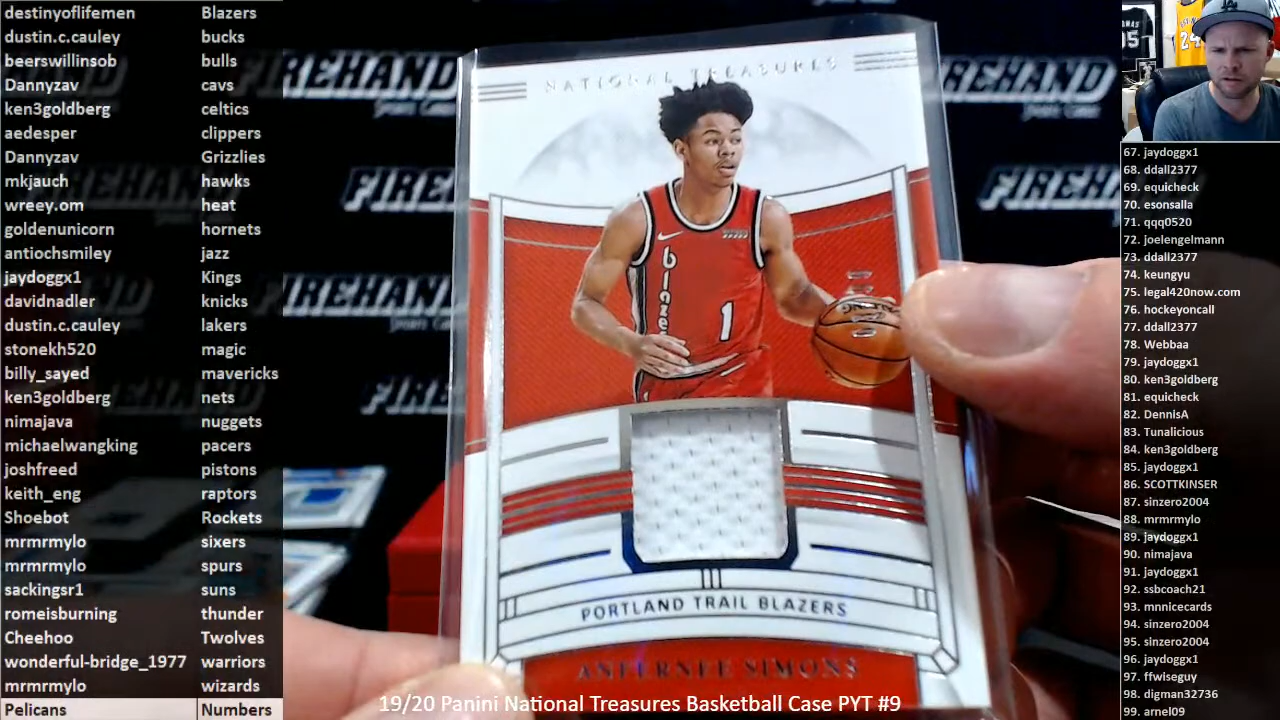 destinyoflifemen Blazers
dustin.c.cauley bucks
beerswillinsob bulls
Dannyzav cavs
ken3goldberg celtics
aedesper clippers
Dannyzav Grizzlies
mkjauch hawks
wreey.om heat
goldenunicorn hornets
antiochsmiley jazz
jaydoggx1 Kings
davidnadler knicks
dustin.c.cauley lakers
stonekh520 magic
billy_sayed mavericks
ken3goldberg nets
nimajava nuggets
michaelwangking pacers
joshfreed pistons
keith_eng raptors
Shoebot Rockets
mrmrmylo sixers
mrmrmylo spurs
sackingsr1 suns
romeisburning thunder
Cheehoo Twolves
wonderful-bridge_1977 warriors
mrmrmylo wizards
Pelicans Numbers
FIREHAND
FIREHAND
FIREHAND
NATIONAL TREASURES
blazers
1
PORTLAND TRAIL BLAZERS
ANFERNEE SIMONS
19/20 Panini National Treasures Basketball Case PYT #9
24
67. jaydoggx1
68. ddall2377
69. equicheck
70. esonsalla
71. qqq0520
72. joelengelmann
73. ddall2377
74. keungyu
75. legal420now.com
76. hockeyoncall
77. ddall2377
78. Webbaa
79. jaydoggx1
80. ken3goldberg
81. equicheck
82. DennisA
83. Tunalicious
84. ken3goldberg
85. jaydoggx1
86. SCOTTKINSER
87. sinzero2004
88. mrmrmylo
89. jaydoggx1
90. nimajava
91. jaydoggx1
92. ssbcoach21
93. mnnicecards
94. sinzero2004
95. sinzero2004
96. jaydoggx1
97. ffwiseguy
98. digman32736
99. arnel09